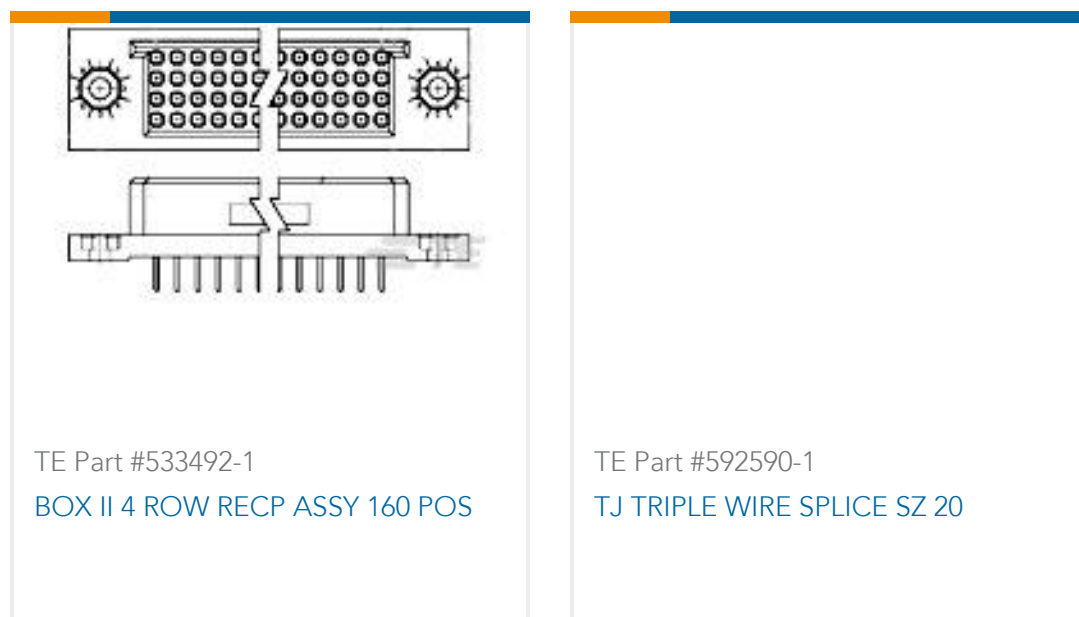 TE Part #533492-1
BOX II 4 ROW RECP ASSY 160 POS
TE Part #592590-1
TJ TRIPLE WIRE SPLICE SZ 20